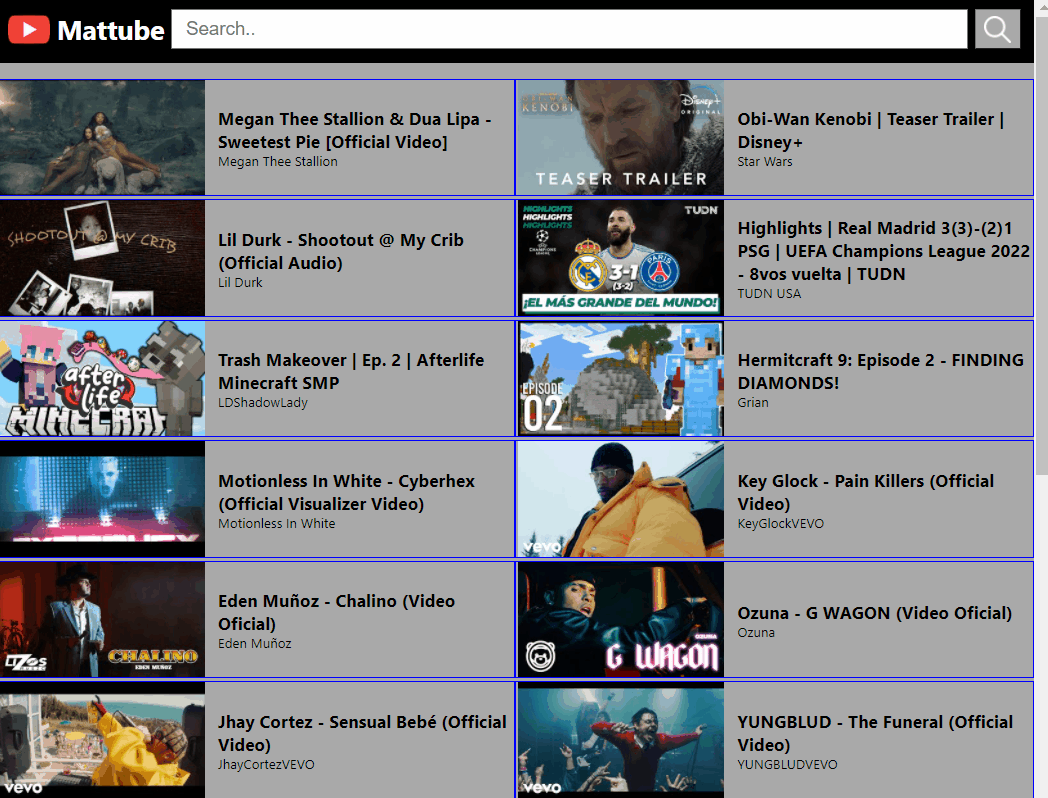 Mattube
Search..
OBI-WAN
KENOBI
Disney+
ORIGINAL
TEASER TRAILER
Megan Thee Stallion & Dua Lipa -
Sweetest Pie [Official Video]
Megan Thee Stallion
Obi-Wan Kenobi | Teaser Trailer |
Disney+
Star Wars
SHOOTOUT @ MY CRIB
Lil Durk - Shootout @ My Crib
(Official Audio)
Lil Durk
HIGHLIGHTS
HIGHLIGHTS
HIGHLIGHTS
TUDN
CHAMPIONS
LEAGUE
PARIS
3-1
(3-2)
¡EL MÁS GRANDE DEL MUNDO!
Highlights | Real Madrid 3(3)-(2)1
PSG | UEFA Champions League 2022
- 8vos vuelta | TUDN
TUDN USA
after
life
MINECRAFT
Trash Makeover | Ep. 2 | Afterlife
Minecraft SMP
LDShadowLady
EPISODE
02
Hermitcraft 9: Episode 2 - FINDING
DIAMONDS!
Grian
Motionless In White - Cyberhex
(Official Visualizer Video)
Motionless In White
vevo
Key Glock - Pain Killers (Official
Video)
KeyGlockVEVO
CHALINO
EDEN MUÑOZ
Eden Muñoz - Chalino (Video
Oficial)
Eden Muñoz
OZUNA
G WAGON
Ozuna - G WAGON (Video Oficial)
Ozuna
vevo
Jhay Cortez - Sensual Bebé (Official
Video)
JhayCortezVEVO
vevo
YUNGBLUD - The Funeral (Official
Video)
YUNGBLUDVEVO